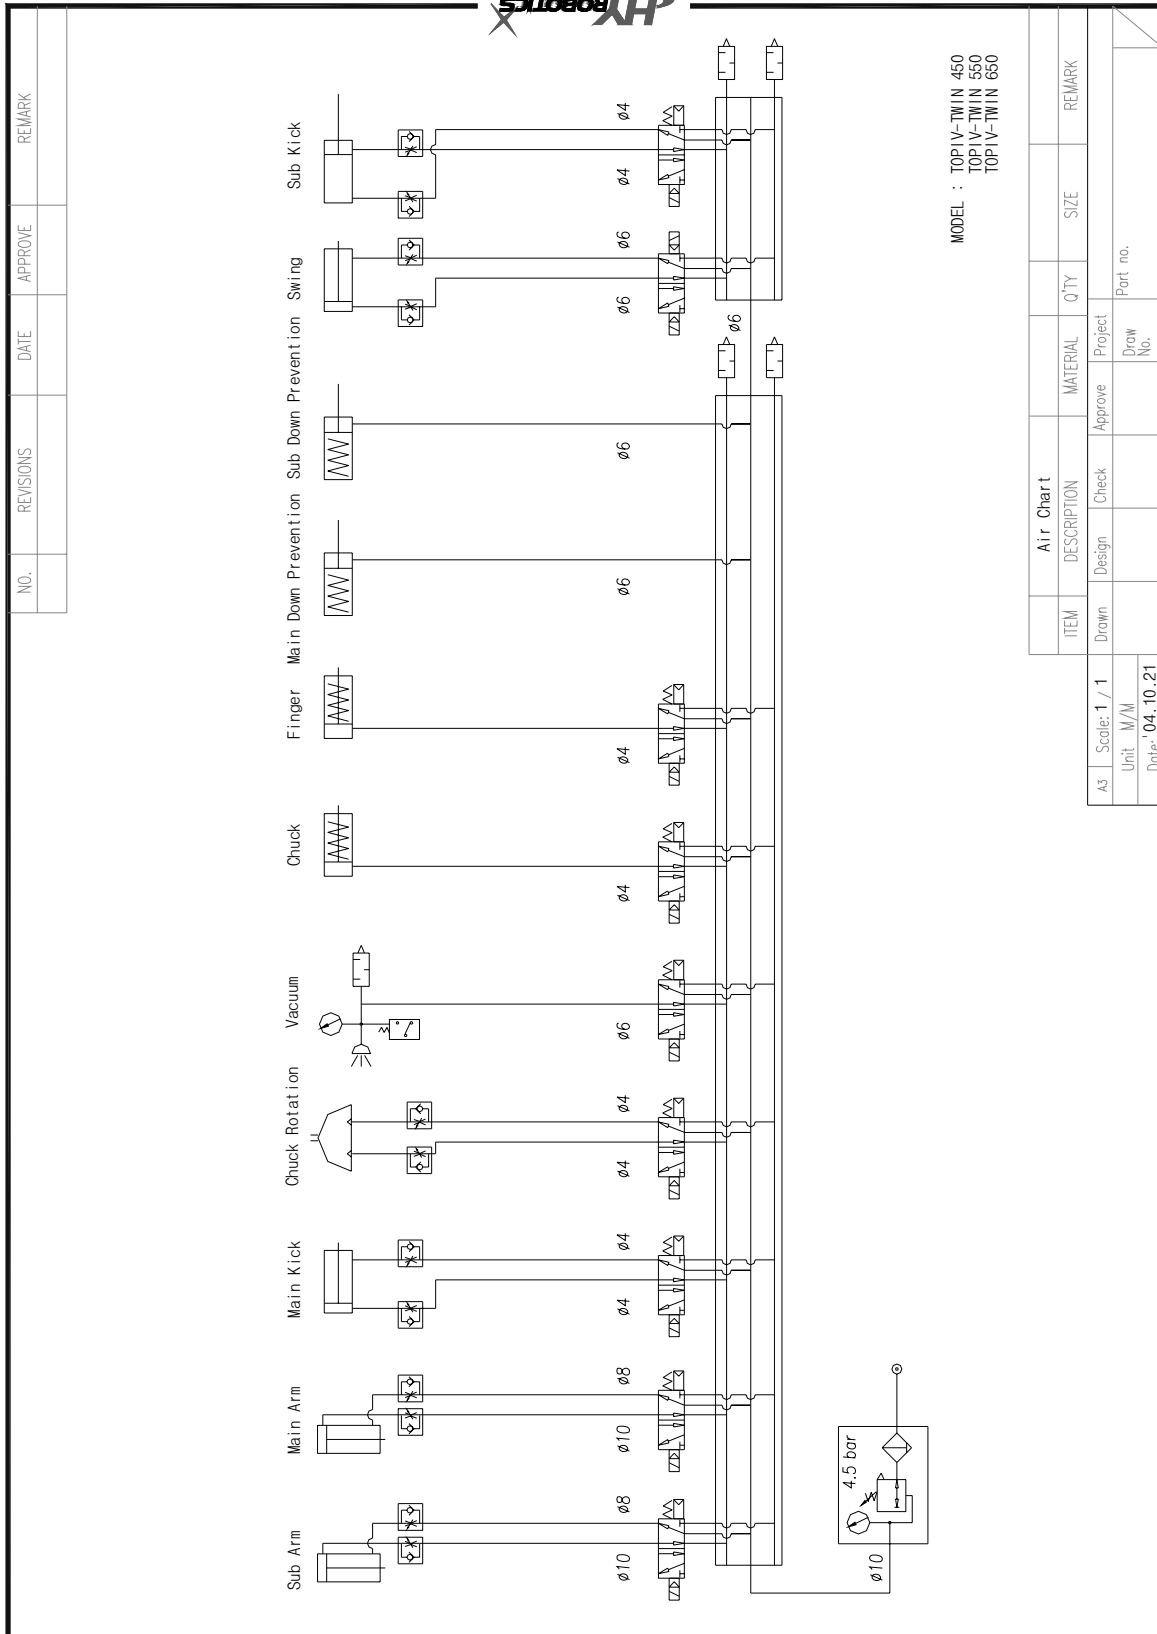 HY
ROBOTICS
NO.
REVISIONS
DATE
APPROVE
REMARK
Sub Arm
Main Arm
Main Kick
Chuck Rotation
Vacuum
Chuck
Finger
Main Down Prevention
Sub Down Prevention
Swing
Sub Kick
ø10
ø8
ø10
ø8
ø4
ø4
ø4
ø4
ø6
ø4
ø4
ø6
ø6
ø6
ø6
ø4
ø4
ø6
4.5 bar
ø10
MODEL : TOPIV-TWIN 450
TOPIV-TWIN 550
TOPIV-TWIN 650
Air Chart
ITEM
DESCRIPTION
MATERIAL
Q'TY
SIZE
REMARK
A3
Scale: 1 / 1
Drawn
Design
Check
Approve
Project
Unit M/M
Draw
No.
Part no.
Date: '04.10.21